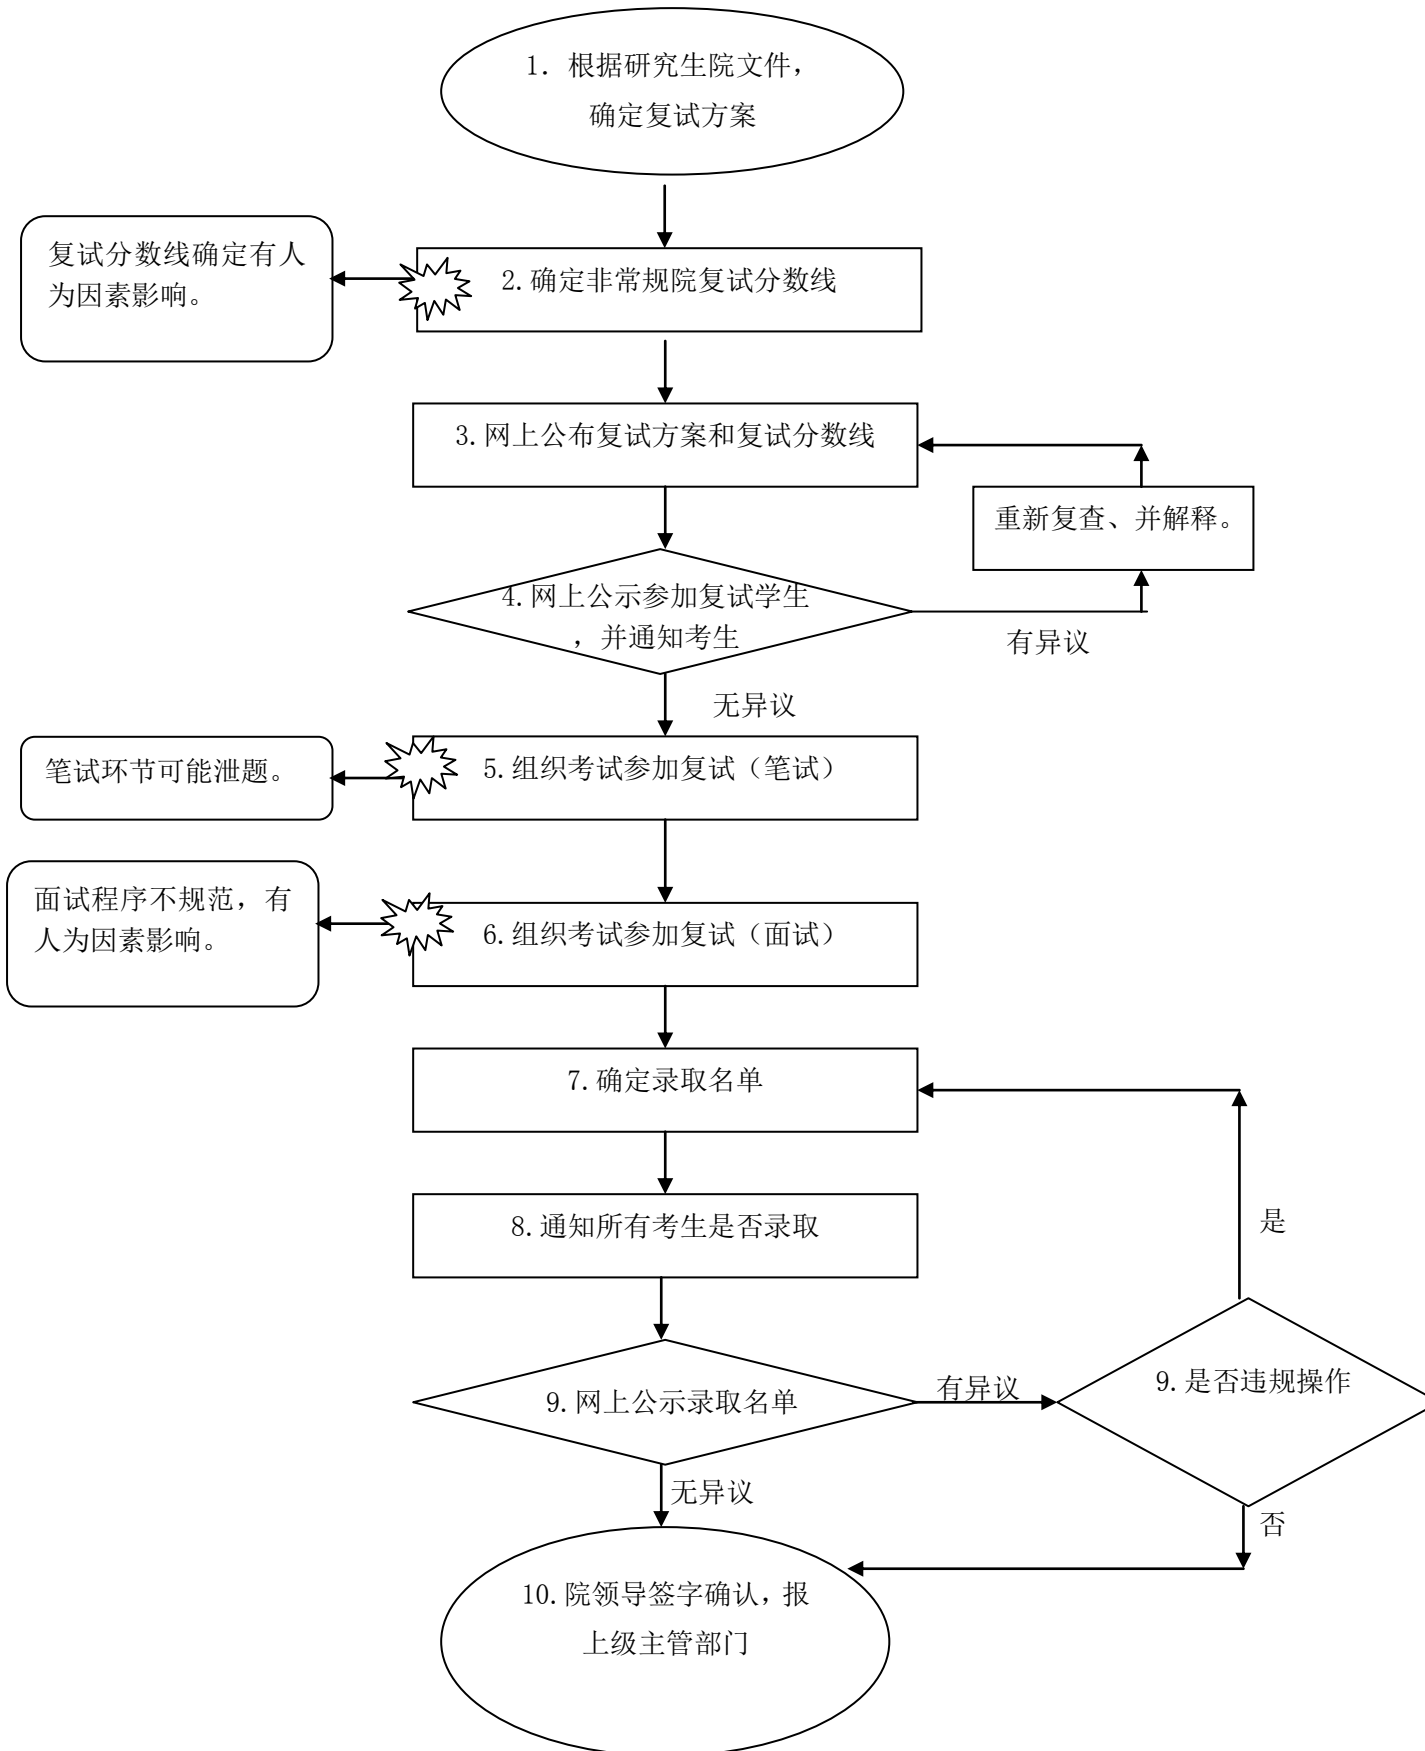 1. 根据研究生院文件，
确定复试方案
复试分数线确定有人
为因素影响。
2.确定非常规院复试分数线
3.网上公布复试方案和复试分数线
重新复查、并解释。
4.网上公示参加复试学生
，并通知考生
有异议
无异议
笔试环节可能泄题。
5.组织考试参加复试（笔试）
面试程序不规范，有
人为因素影响。
6.组织考试参加复试（面试）
7.确定录取名单
8.通知所有考生是否录取
是
9.网上公示录取名单
有异议
9.是否违规操作
无异议
否
10.院领导签字确认，报
上级主管部门